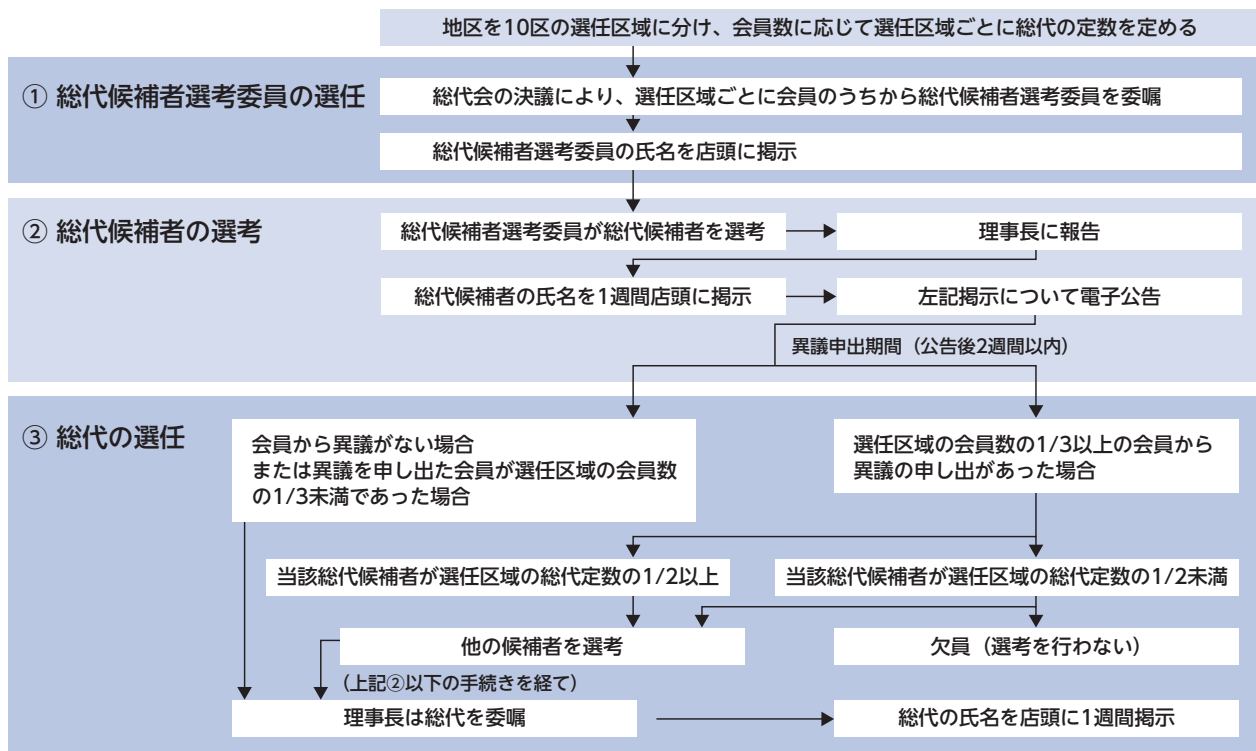 地区を10区の選任区域に分け、会員数に応じて選任区域ごとに総代の定数を定める
① 総代候補者選考委員の選任
総代会の決議により、選任区域ごとに会員のうちから総代候補者選考委員を委嘱
総代候補者選考委員の氏名を店頭に掲示
② 総代候補者の選考
総代候補者選考委員が総代候補者を選考
理事長に報告
総代候補者の氏名を1週間店頭に掲示
左記掲示について電子公告
異議申出期間（公告後2週間以内）
③ 総代の選任
会員から異議がない場合
または異議を申し出た会員が選任区域の会員数
の1/3未満であった場合
選任区域の会員数の1/3以上の会員から
異議の申し出があった場合
当該総代候補者が選任区域の総代定数の1/2以上
当該総代候補者が選任区域の総代定数の1/2未満
他の候補者を選考
欠員（選考を行わない）
（上記②以下の手続きを経て）
理事長は総代を委嘱
総代の氏名を店頭に1週間掲示